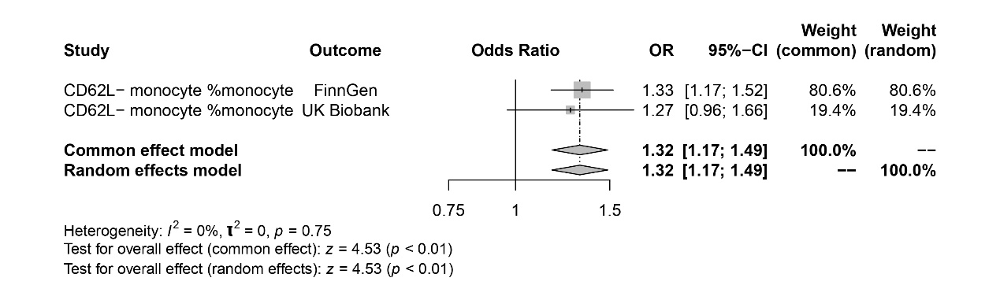 Weight Weight
Study Outcome Odds Ratio OR 95%−CI (common) (random)
CD62L− monocyte %monocyte FinnGen 1.33 [1.17; 1.52] 80.6% 80.6%
CD62L− monocyte %monocyte UK Biobank 1.27 [0.96; 1.66] 19.4% 19.4%
Common effect model 1.32 [1.17; 1.49] 100.0% −−
Random effects model 1.32 [1.17; 1.49] −− 100.0%
0.75 1 1.5
Heterogeneity: I² = 0%, τ² = 0, p = 0.75
Test for overall effect (common effect): z = 4.53 (p < 0.01)
Test for overall effect (random effects): z = 4.53 (p < 0.01)